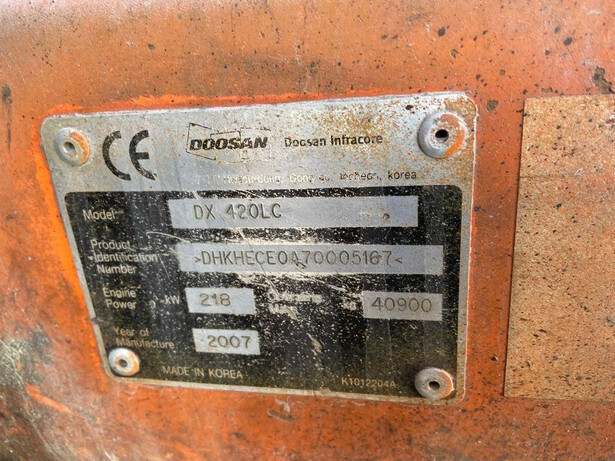 CE DOOSAN Doosan Infracore
korea
Model DX 420LC
Product
Identification >DHKHECE0A70005167<
Number
Engine
Power kW 218 40900
Year of
Manufacture 2007
MADE IN KOREA K1012204A